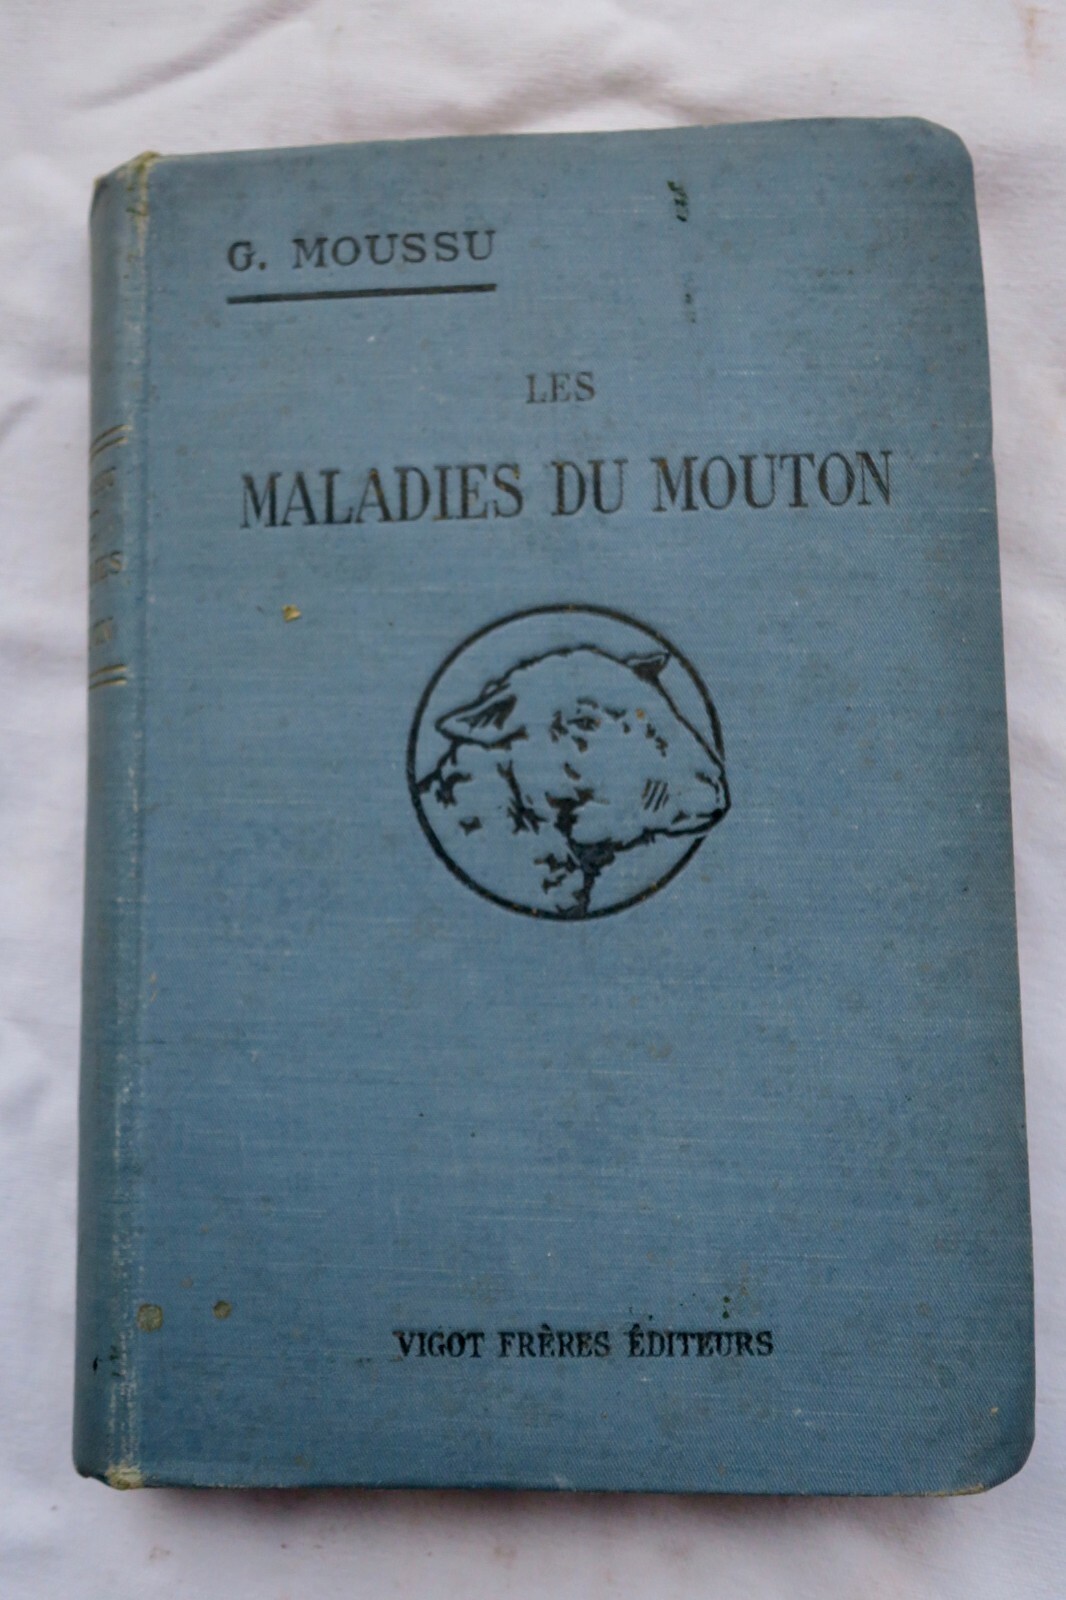 G. MOUSSU
LES
MALADIES DU MOUTON
VIGOT FRÈRES ÉDITEURS